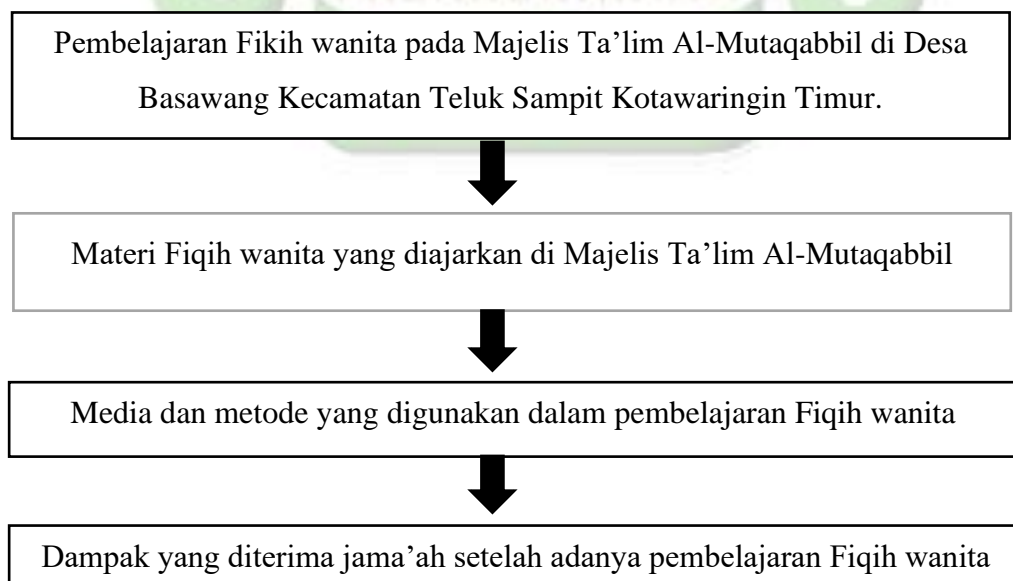 Pembelajaran Fikih wanita pada Majelis Ta’lim Al-Mutaqabbil di Desa
Basawang Kecamatan Teluk Sampit Kotawaringin Timur.
Materi Fiqih wanita yang diajarkan di Majelis Ta’lim Al-Mutaqabbil
Media dan metode yang digunakan dalam pembelajaran Fiqih wanita
Dampak yang diterima jama’ah setelah adanya pembelajaran Fiqih wanita